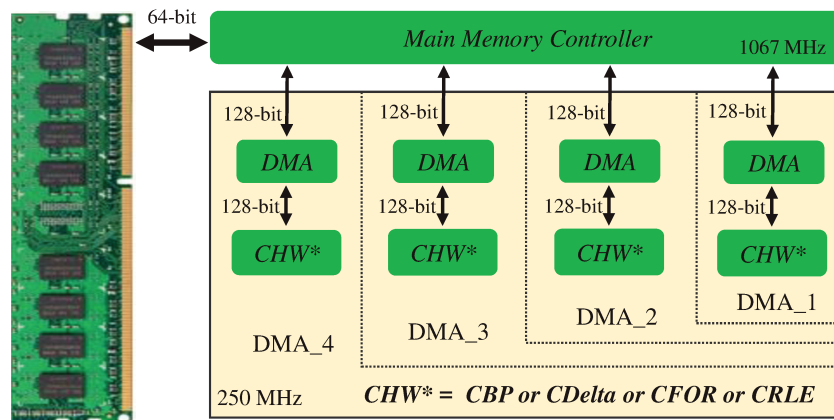 64-bit
Main Memory Controller
1067 MHz
128-bit 128-bit 128-bit 128-bit
DMA DMA DMA DMA
128-bit 128-bit 128-bit 128-bit
CHW* CHW* CHW* CHW*
DMA_4 DMA_3 DMA_2 DMA_1
250 MHz
CHW* = CBP or CDelta or CFOR or CRLE